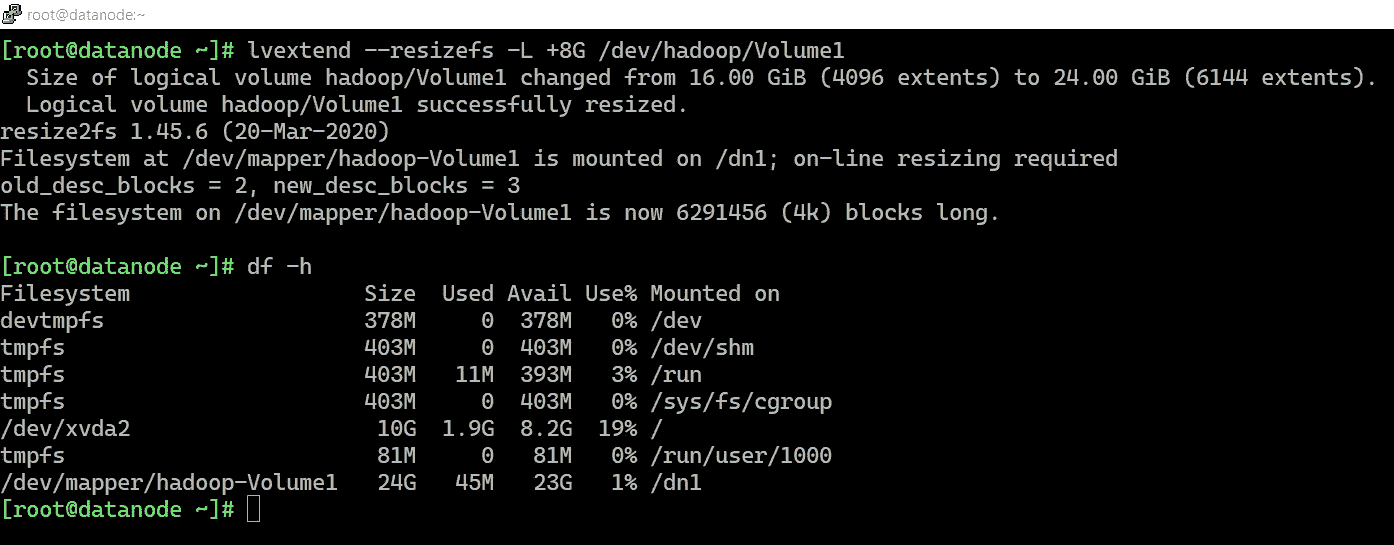 root@datanode:~
[root@datanode ~]# lvextend --resizefs -L +8G /dev/hadoop/Volume1
  Size of logical volume hadoop/Volume1 changed from 16.00 GiB (4096 extents) to 24.00 GiB (6144 extents).
  Logical volume hadoop/Volume1 successfully resized.
resize2fs 1.45.6 (20-Mar-2020)
Filesystem at /dev/mapper/hadoop-Volume1 is mounted on /dn1; on-line resizing required
old_desc_blocks = 2, new_desc_blocks = 3
The filesystem on /dev/mapper/hadoop-Volume1 is now 6291456 (4k) blocks long.
[root@datanode ~]# df -h
Filesystem                  Size  Used Avail Use% Mounted on
devtmpfs                    378M     0  378M   0% /dev
tmpfs                       403M     0  403M   0% /dev/shm
tmpfs                       403M   11M  393M   3% /run
tmpfs                       403M     0  403M   0% /sys/fs/cgroup
/dev/xvda2                   10G  1.9G  8.2G  19% /
tmpfs                        81M     0   81M   0% /run/user/1000
/dev/mapper/hadoop-Volume1   24G   45M   23G   1% /dn1
[root@datanode ~]#